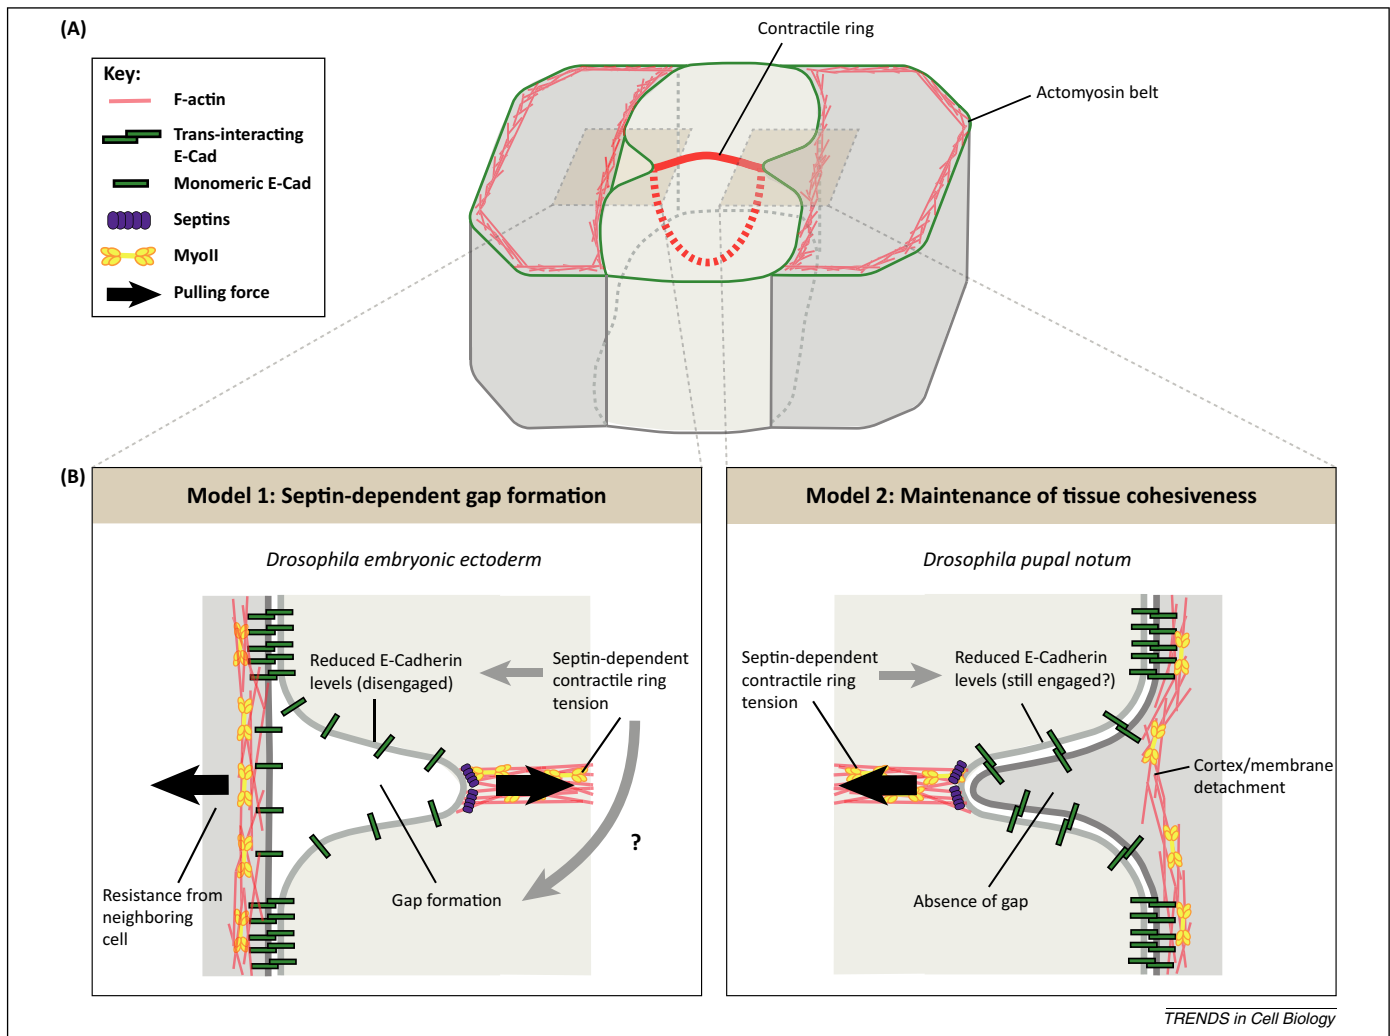 (A)
Contractile ring
Actomyosin belt
Key:
F-actin
Trans-interacting
E-Cad
Monomeric E-Cad
Septins
MyoII
Pulling force
(B)
Model 1: Septin-dependent gap formation
Drosophila embryonic ectoderm
Reduced E-Cadherin
levels (disengaged)
Septin-dependent
contractile ring
tension
?
Resistance from
neighboring
cell
Gap formation
Model 2: Maintenance of tissue cohesiveness
Drosophila pupal notum
Septin-dependent
contractile ring
tension
Reduced E-Cadherin
levels (still engaged?)
Cortex/membrane
detachment
Absence of gap
TRENDS in Cell Biology